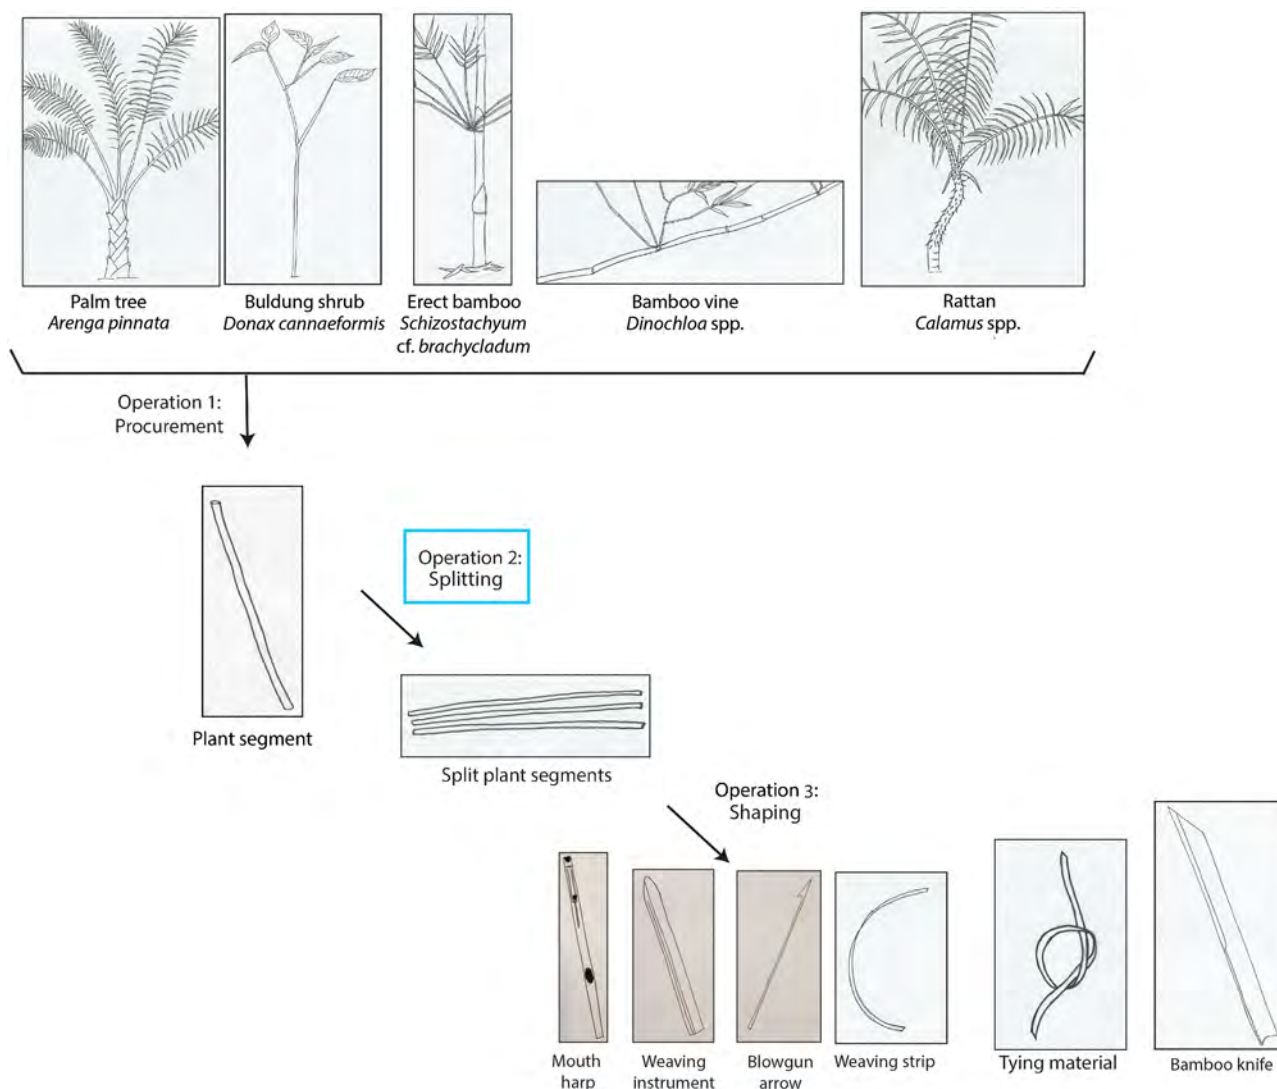 Palm tree
Arenga pinnata
Buldung shrub
Donax cannaeformis
Erect bamboo
Schizostachyum
cf. brachycladum
Bamboo vine
Dinochloa spp.
Rattan
Calamus spp.
Operation 1:
Procurement
Operation 2:
Splitting
Plant segment
Split plant segments
Operation 3:
Shaping
Mouth
harp
Weaving
instrument
Blowgun
arrow
Weaving strip
Tying material
Bamboo knife